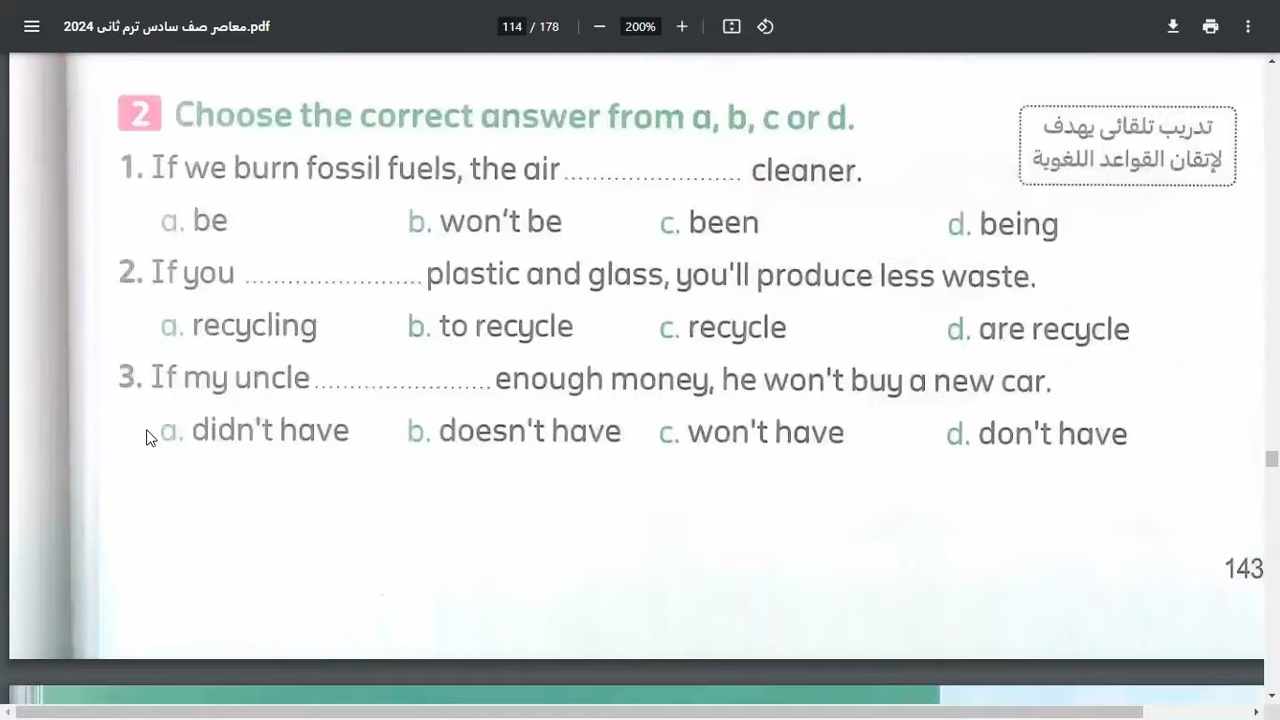 معاصر صف سادس ترم ثانى 2024.pdf
114 / 178
200%
2 Choose the correct answer from a, b, c or d.
تدريب تلقائى يهدف
لإتقان القواعد اللغوية
1. If we burn fossil fuels, the air ...................... cleaner.
a. be b. won't be c. been d. being
2. If you ...................... plastic and glass, you'll produce less waste.
a. recycling b. to recycle c. recycle d. are recycle
3. If my uncle ...................... enough money, he won't buy a new car.
a. didn't have b. doesn't have c. won't have d. don't have
143